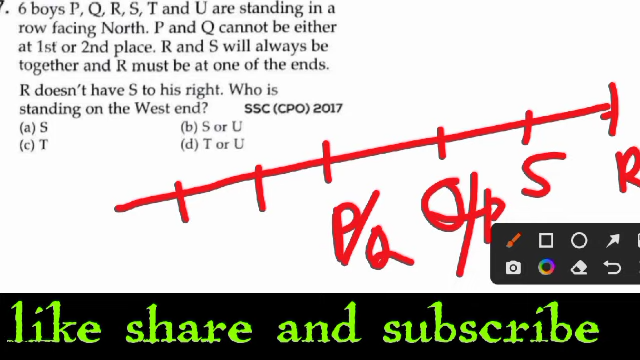 7. 6 boys P, Q, R, S, T and U are standing in a
row facing North. P and Q cannot be either
at 1st or 2nd place. R and S will always be
together and R must be at one of the ends.
R doesn't have S to his right. Who is
standing on the West end? SSC (CPO) 2017
(a) S (b) S or U
(c) T (d) T or U
P/Q Q/P S R
like share and subscribe